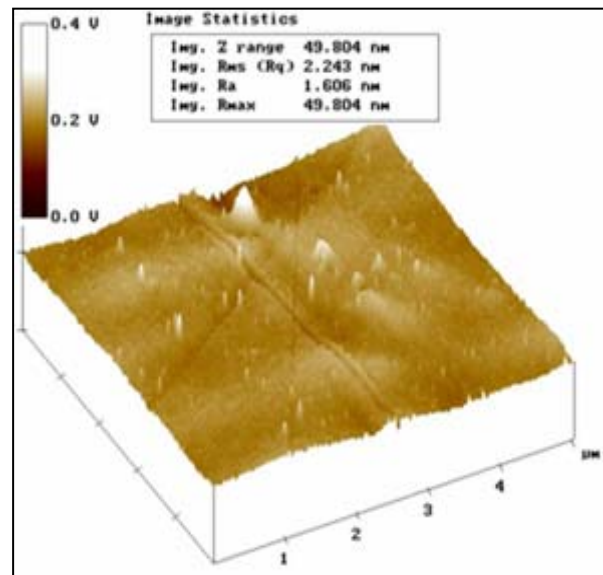 Image Statistics
0.4 V
Img. Z range 49.804 nm
Img. Rms (Rq) 2.243 nm
Img. Ra 1.606 nm
Img. Rmax 49.804 nm
0.2 V
0.0 V
1
2
3
4
µm